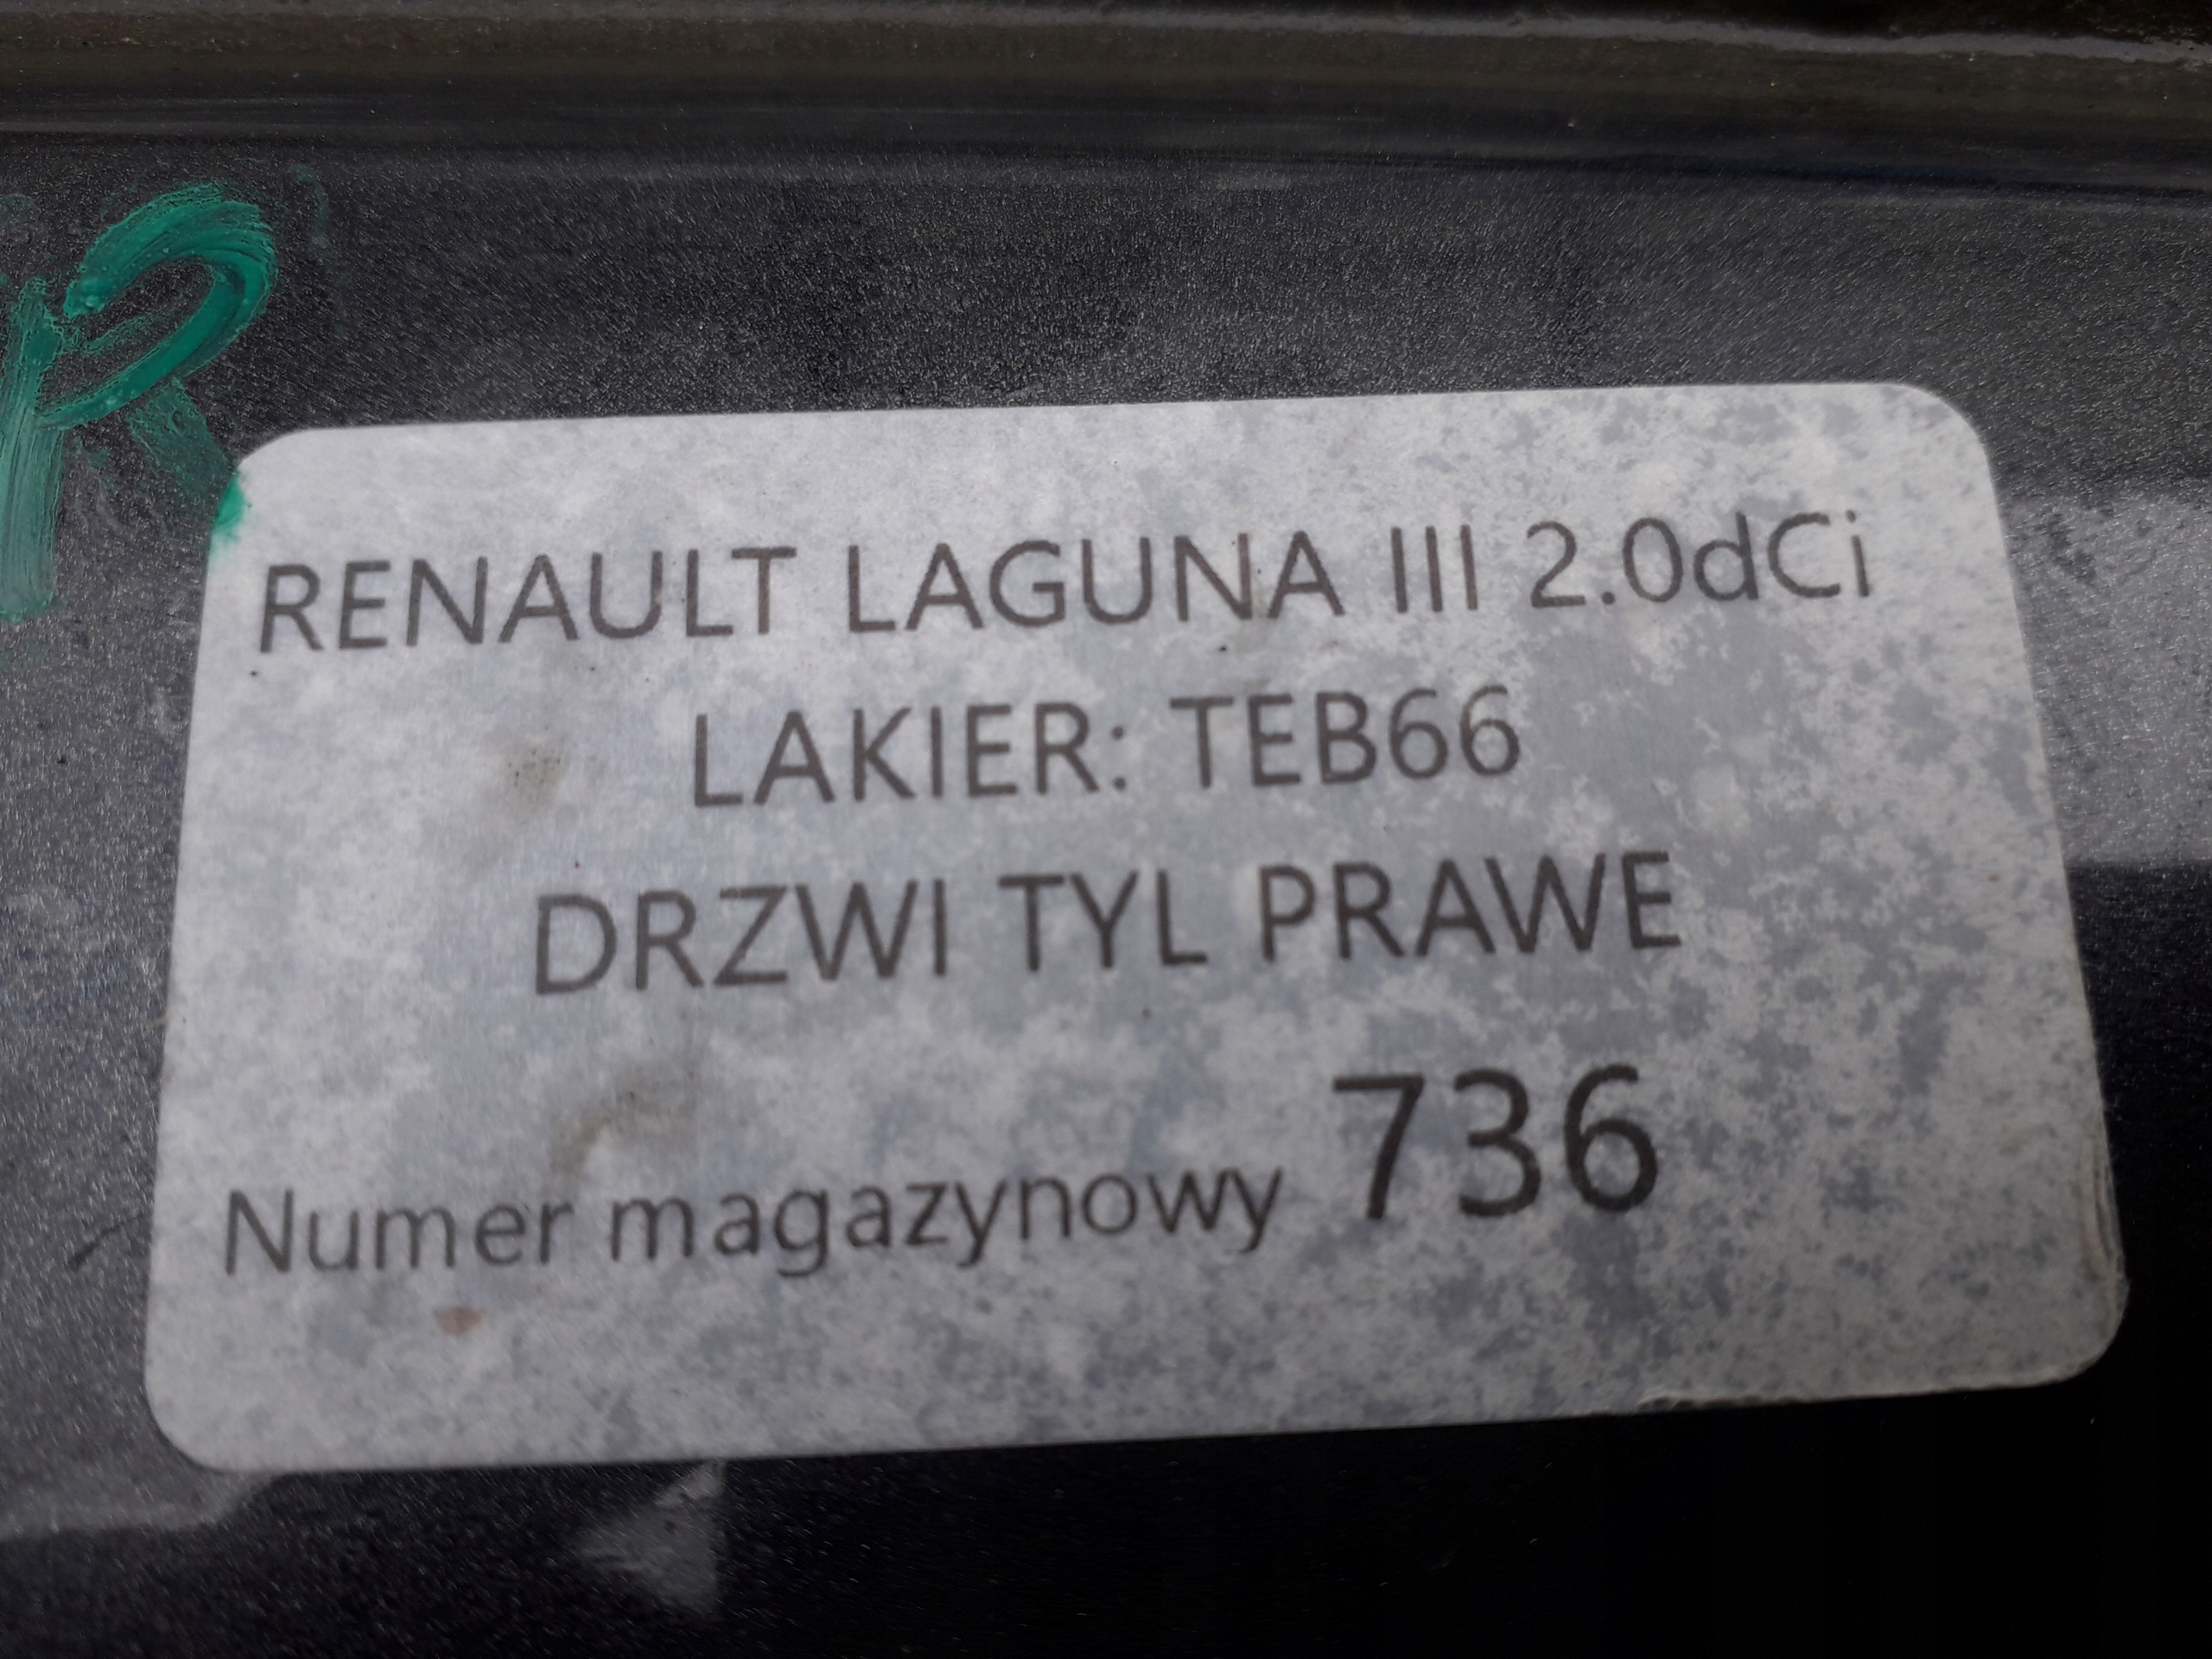 R
RENAULT LAGUNA III 2.0dCi
LAKIER: TEB66
DRZWI TYL PRAWE
Numer magazynowy 736